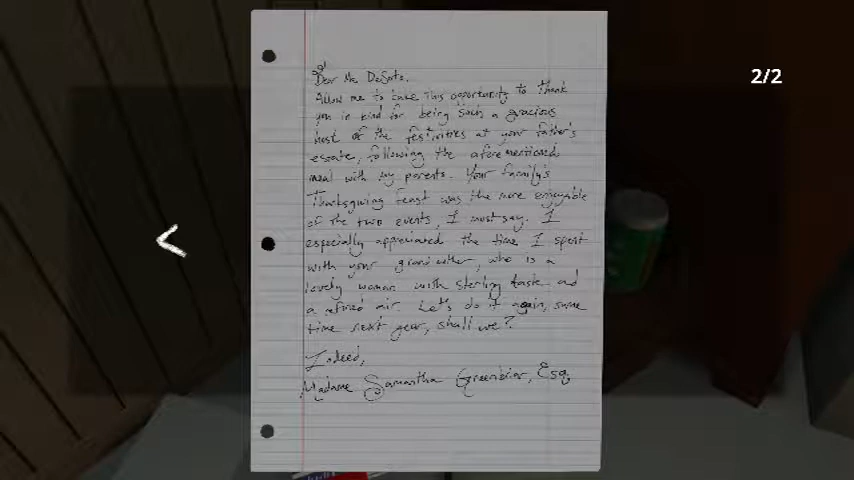 2/2
Dear Ms. DeSoto,
Allow me to take this opportunity to thank
you in kind for being such a gracious
host of the festivities at your father's
estate, following the aforementioned
meal with my parents. Your family's
Thanksgiving feast was the more enjoyable
of the two events, I must say. I
especially appreciated the time I spent
with your grandmother, who is a
lovely woman with sterling taste and
a refined air. Let's do it again, same
time next year, shall we?
Indeed,
Madame Samantha Greenbriar, Esq.